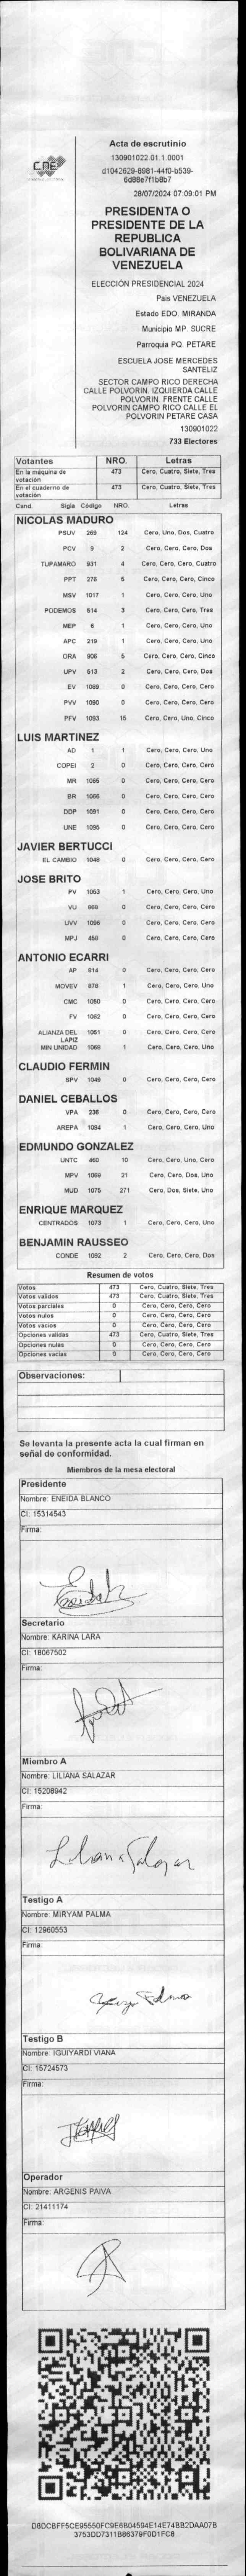 CNE
Acta de escrutinio
130901022.01.1.0001
d1042629-8981-44f0-b539-
6d88e7f1b8b7
28/07/2024 07:09:01 PM
PRESIDENTA O
PRESIDENTE DE LA
REPUBLICA
BOLIVARIANA DE
VENEZUELA
ELECCIÓN PRESIDENCIAL 2024
País VENEZUELA
Estado EDO. MIRANDA
Municipio MP. SUCRE
Parroquia PQ. PETARE
ESCUELA JOSE MERCEDES
SANTELIZ
SECTOR CAMPO RICO DERECHA
CALLE POLVORIN. IZQUIERDA CALLE
POLVORIN. FRENTE CALLE
POLVORIN CAMPO RICO CALLE EL
POLVORIN PETARE CASA
130901022
733 Electores
Votantes NRO. Letras
En la máquina de votación 473 Cero, Cuatro, Siete, Tres
En el cuaderno de votación 473 Cero, Cuatro, Siete, Tres
Cand. Sigla Código NRO. Letras
NICOLAS MADURO
PSUV 269 124 Cero, Uno, Dos, Cuatro
PCV 9 2 Cero, Cero, Cero, Dos
TUPAMARO 931 4 Cero, Cero, Cero, Cuatro
PPT 276 5 Cero, Cero, Cero, Cinco
MSV 1017 1 Cero, Cero, Cero, Uno
PODEMOS 614 3 Cero, Cero, Cero, Tres
MEP 6 1 Cero, Cero, Cero, Uno
APC 219 1 Cero, Cero, Cero, Uno
ORA 906 5 Cero, Cero, Cero, Cinco
UPV 513 2 Cero, Cero, Cero, Dos
EV 1089 0 Cero, Cero, Cero, Cero
PVV 1090 0 Cero, Cero, Cero, Cero
PFV 1093 15 Cero, Cero, Uno, Cinco
LUIS MARTINEZ
AD 1 1 Cero, Cero, Cero, Uno
COPEI 2 0 Cero, Cero, Cero, Cero
MR 1065 0 Cero, Cero, Cero, Cero
BR 1066 0 Cero, Cero, Cero, Cero
DDP 1091 0 Cero, Cero, Cero, Cero
UNE 1095 0 Cero, Cero, Cero, Cero
JAVIER BERTUCCI
EL CAMBIO 1048 0 Cero, Cero, Cero, Cero
JOSE BRITO
PV 1053 1 Cero, Cero, Cero, Uno
VU 868 0 Cero, Cero, Cero, Cero
UVV 1096 0 Cero, Cero, Cero, Cero
MPJ 458 0 Cero, Cero, Cero, Cero
ANTONIO ECARRI
AP 814 0 Cero, Cero, Cero, Cero
MOVEV 878 1 Cero, Cero, Cero, Uno
CMC 1050 0 Cero, Cero, Cero, Cero
FV 1062 0 Cero, Cero, Cero, Cero
ALIANZA DEL LAPIZ 1051 0 Cero, Cero, Cero, Cero
MIN UNIDAD 1068 1 Cero, Cero, Cero, Uno
CLAUDIO FERMIN
SPV 1049 0 Cero, Cero, Cero, Cero
DANIEL CEBALLOS
VPA 236 0 Cero, Cero, Cero, Cero
AREPA 1094 1 Cero, Cero, Cero, Uno
EDMUNDO GONZALEZ
UNTC 460 10 Cero, Cero, Uno, Cero
MPV 1069 21 Cero, Cero, Dos, Uno
MUD 1075 271 Cero, Dos, Siete, Uno
ENRIQUE MARQUEZ
CENTRADOS 1073 1 Cero, Cero, Cero, Uno
BENJAMIN RAUSSEO
CONDE 1092 2 Cero, Cero, Cero, Dos
Resumen de votos
Votos 473 Cero, Cuatro, Siete, Tres
Votos validos 473 Cero, Cuatro, Siete, Tres
Votos parciales 0 Cero, Cero, Cero, Cero
Votos nulos 0 Cero, Cero, Cero, Cero
Votos vacios 0 Cero, Cero, Cero, Cero
Opciones validas 473 Cero, Cuatro, Siete, Tres
Opciones nulas 0 Cero, Cero, Cero, Cero
Opciones vacias 0 Cero, Cero, Cero, Cero
Observaciones:
Se levanta la presente acta la cual firman en
señal de conformidad.
Miembros de la mesa electoral
Presidente
Nombre: ENEIDA BLANCO
CI: 15314543
Firma:
Secretario
Nombre: KARINA LARA
CI: 18067502
Firma:
Miembro A
Nombre: LILIANA SALAZAR
CI: 15208942
Firma:
Liliana Salazar
Testigo A
Nombre: MIRYAM PALMA
CI: 12960553
Firma:
Testigo B
Nombre: IGUIYARDI VIANA
CI: 15724573
Firma:
Operador
Nombre: ARGENIS PAIVA
CI: 21411174
Firma:
D8DCBFF5CE95550FC9E6B04594E14E74BB2DAA07B
3753DD7311B66379F0D1FC8